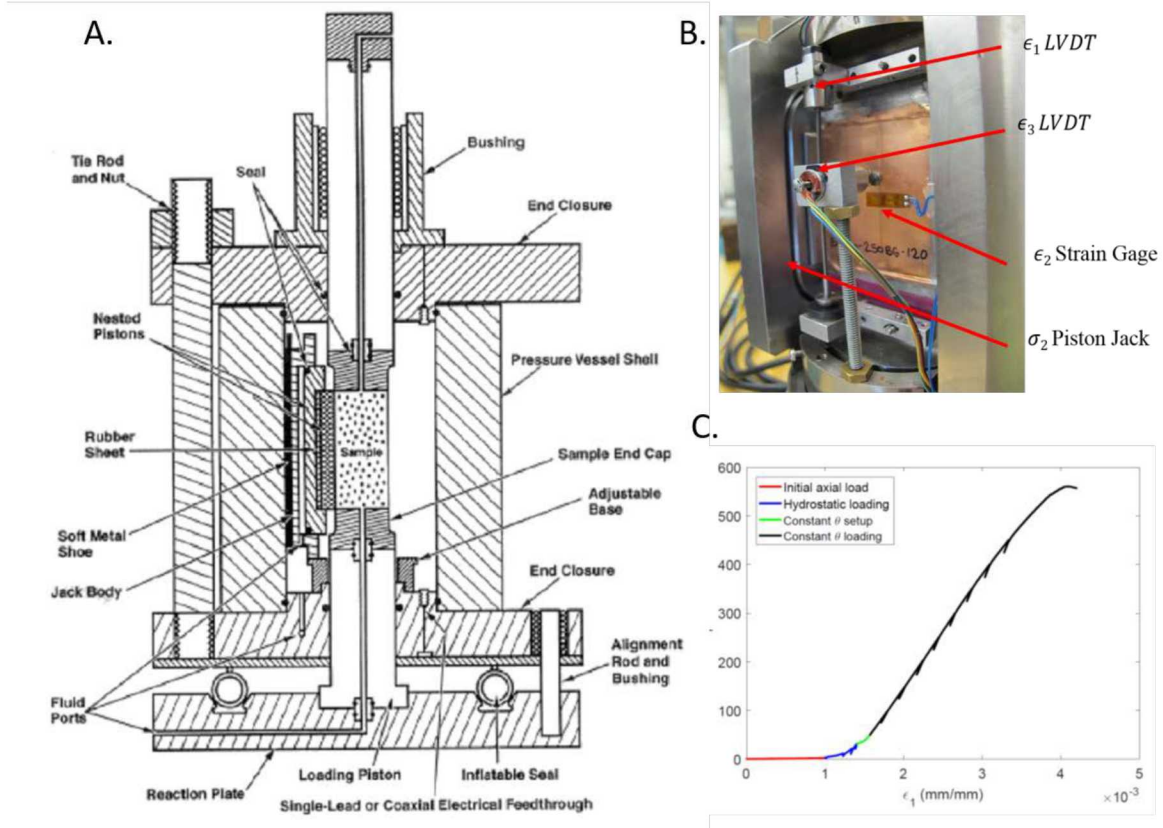 A.
Tie Rod
and Nut
Seal
Bushing
End Closure
Nested
Pistons
Pressure Vessel Shell
Rubber
Sheet
Sample
Sample End Cap
Adjustable
Base
Soft Metal
Shoe
Jack Body
End Closure
Alignment
Rod and
Bushing
Fluid
Ports
Loading Piston
Inflatable Seal
Reaction Plate
Single-Lead or Coaxial Electrical Feedthrough
B.
ϵ₁ LVDT
ϵ₃ LVDT
ϵ₂ Strain Gage
σ₂ Piston Jack
-250BG-120
C.
600
500
400
300
200
100
0
Initial axial load
Hydrostatic loading
Constant θ setup
Constant θ loading
0 1 2 3 4 5
ϵ₁ (mm/mm)
×10⁻³